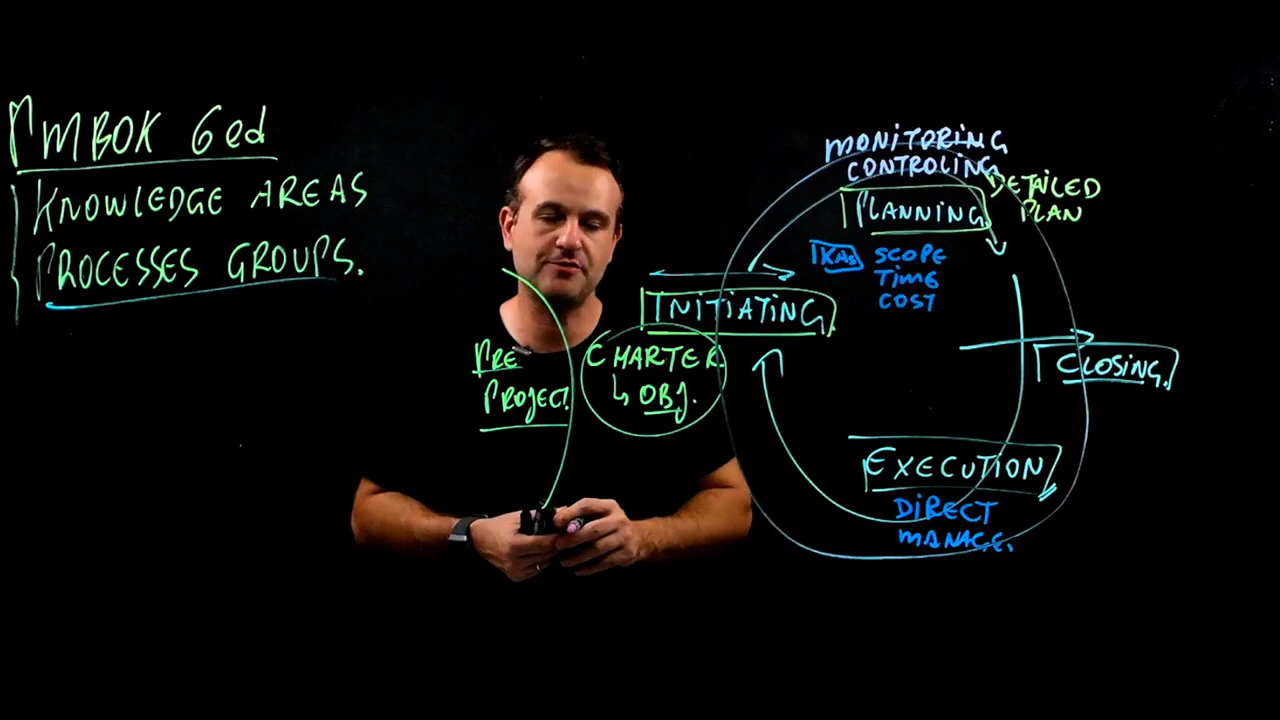 PMBOK 6ed
KNOWLEDGE AREAS
PROCESSES GROUPS.
PRE
PROJECT.
INITIATING
CHARTER
↳ OBJ.
MONITORING
CONTROLING
PLANNING
DETAILED
PLAN
KAs
SCOPE
TIME
COST
CLOSING.
EXECUTION
DIRECT
MANAGE.